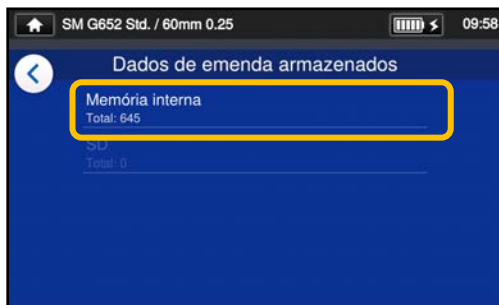 SM G652 Std. / 60mm 0.25
09:58
Dados de emenda armazenados
Memória interna
Total: 645
SD
Total: 0